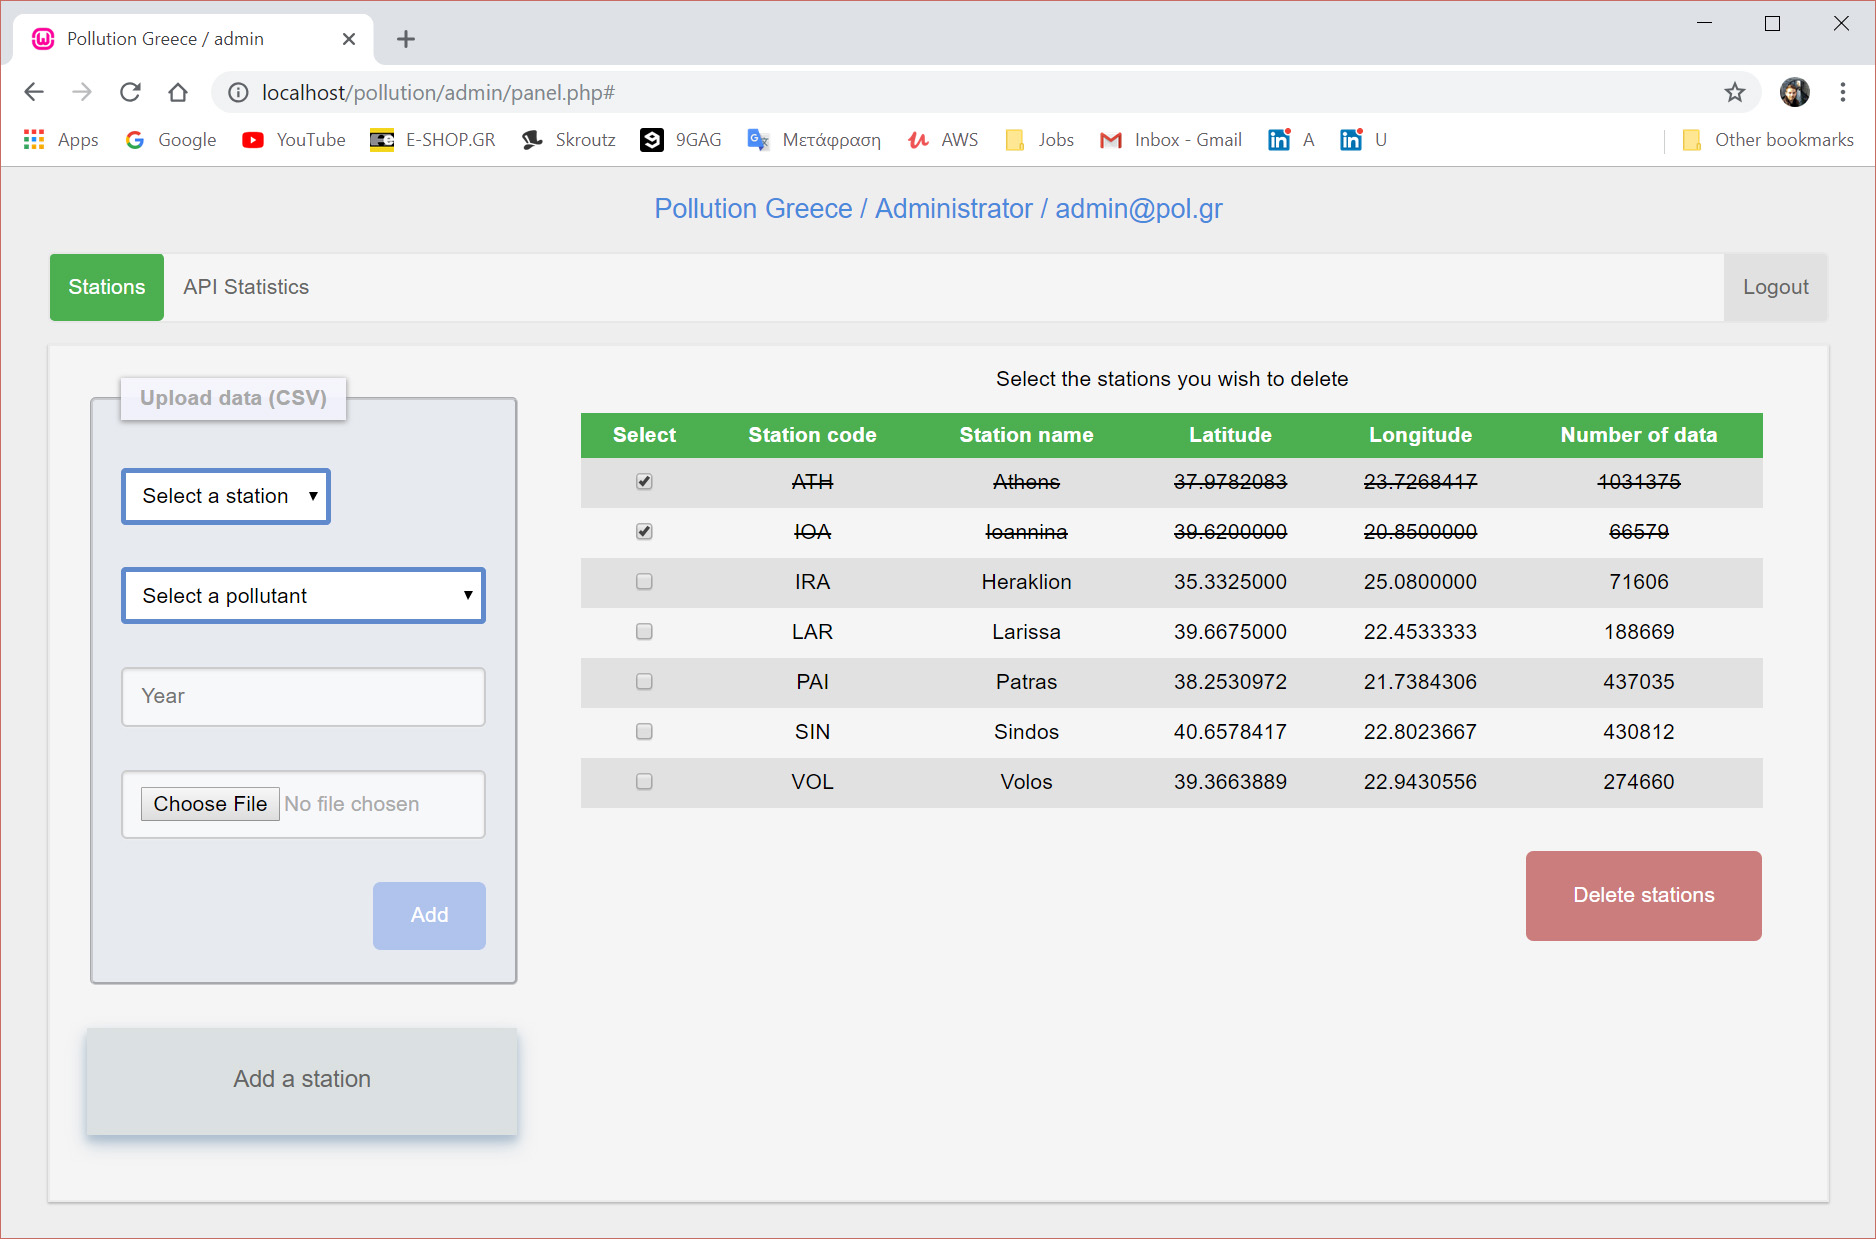 Pollution Greece / admin
localhost/pollution/admin/panel.php#
Apps Google YouTube E-SHOP.GR Skroutz 9GAG Μετάφραση AWS Jobs Inbox - Gmail A U Other bookmarks
Pollution Greece / Administrator / admin@pol.gr
Stations API Statistics Logout
Upload data (CSV)
Select a station
Select a pollutant
Year
Choose File No file chosen
Add
Add a station
Select the stations you wish to delete
Select Station code Station name Latitude Longitude Number of data
ATH Athens 37.9782083 23.7268417 1031375
IOA Ioannina 39.6200000 20.8500000 66579
IRA Heraklion 35.3325000 25.0800000 71606
LAR Larissa 39.6675000 22.4533333 188669
PAI Patras 38.2530972 21.7384306 437035
SIN Sindos 40.6578417 22.8023667 430812
VOL Volos 39.3663889 22.9430556 274660
Delete stations